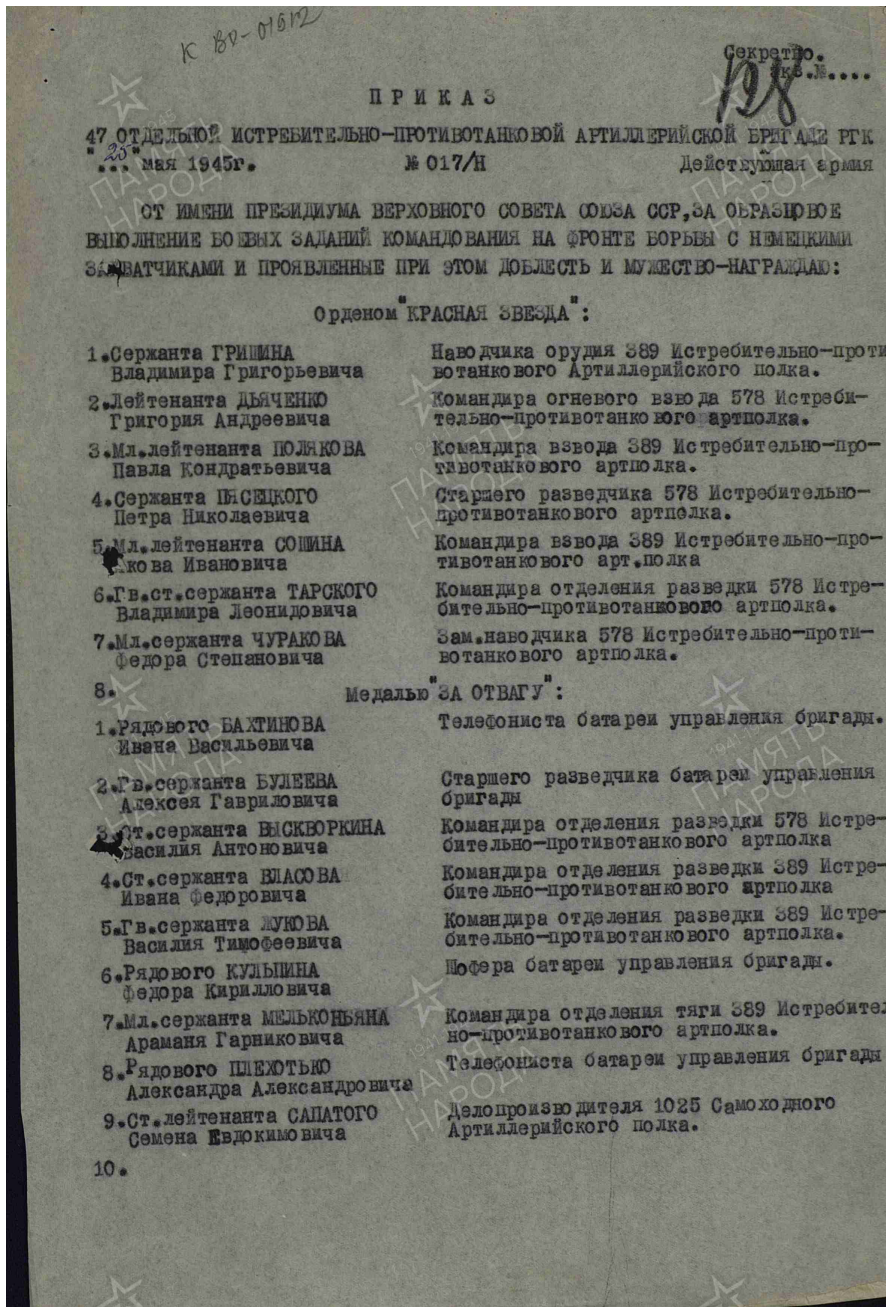 К ВР-01512
Секретно.
кз.№....
128
ПРИКАЗ
47 ОТДЕЛЬНОЙ ИСТРЕБИТЕЛЬНО-ПРОТИВОТАНКОВОЙ АРТИЛЛЕРИЙСКОЙ БРИГАДЕ РГК
"25" мая 1945г. № 017/Н Действующая армия
ОТ ИМЕНИ ПРЕЗИДИУМА ВЕРХОВНОГО СОВЕТА СОЮЗА ССР,ЗА ОБРАЗЦОВОЕ
ВЫПОЛНЕНИЕ БОЕВЫХ ЗАДАНИЙ КОМАНДОВАНИЯ НА ФРОНТЕ БОРЬБЫ С НЕМЕЦКИМИ
ЗАХВАТЧИКАМИ И ПРОЯВЛЕННЫЕ ПРИ ЭТОМ ДОБЛЕСТЬ И МУЖЕСТВО-НАГРАЖДАЮ:
Орденом "КРАСНАЯ ЗВЕЗДА":
1.Сержанта ГРИШИНА Наводчика орудия 389 Истребительно-проти
Владимира Григорьевича вотанкового Артиллерийского полка.
2.Лейтенанта ДЬЯЧЕНКО Командира огневого взвода 578 Истреби-
Григория Андреевича тельно-противотанкового артполка.
3.Мл.лейтенанта ПОЛЯКОВА Командира взвода 389 Истребительно-про-
Павла Кондратьевича тивотанкового артполка.
4.Сержанта ПЯСЕЦКОГО Старшего разведчика 578 Истребительно-
Петра Николаевича противотанкового артполка.
5.Мл.лейтенанта СОШИНА Командира взвода 389 Истребительно-про-
кова Ивановича тивотанкового арт.полка
6.Гв.ст.сержанта ТАРСКОГО Командира отделения разведки 578 Истре-
Владимира Леонидовича бительно-противотанкового артполка.
7.Мл.сержанта ЧУРАКОВА Зам.наводчика 578 Истребительно-проти-
Федора Степановича вотанкового артполка.
8. Медалью "ЗА ОТВАГУ":
1.Рядового БАХТИНОВА Телефониста батареи управления бригады.
Ивана Васильевича
2.Гв.сержанта БУЛЕЕВА Старшего разведчика батареи управления
Алексея Гавриловича бригады
3.Ст.сержанта ВЫСКВОРКИНА Командира отделения разведки 578 Истре-
Василия Антоновича бительно-противотанкового артполка
4.Ст.сержанта ВЛАСОВА Командира отделения разведки 389 Истре-
Ивана Федоровича бительно-противотанкового артполка
5.Гв.сержанта ЖУКОВА Командира отделения разведки 389 Истре-
Василия Тимофеевича бительно-противотанкового артполка.
6.Рядового КУЛЬПИНА Шофера батареи управления бригады.
Федора Кирилловича
7.Мл.сержанта МЕЛЬКОНЬЯНА Командира отделения тяги 389 Истребител
Араманя Гарниковича но-противотанкового артполка.
8.Рядового ПЛЕХОТЬКО Телефониста батареи управления бригады
Александра Александровича
9.Ст.лейтенанта САПАТОГО Делопроизводителя 1025 Самоходного
Семена Евдокимовича Артиллерийского полка.
10.